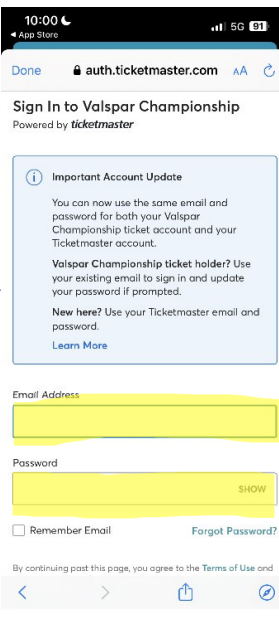 10:00
5G 91
App Store
Done auth.ticketmaster.com AA
Sign In to Valspar Championship
Powered by ticketmaster
Important Account Update
You can now use the same email and
password for both your Valspar
Championship ticket account and your
Ticketmaster account.
Valspar Championship ticket holder? Use
your existing email to sign in and update
your password if prompted.
New here? Use your Ticketmaster email and
password.
Learn More
Email Address
Password
SHOW
Remember Email Forgot Password?
By continuing past this page, you agree to the Terms of Use and